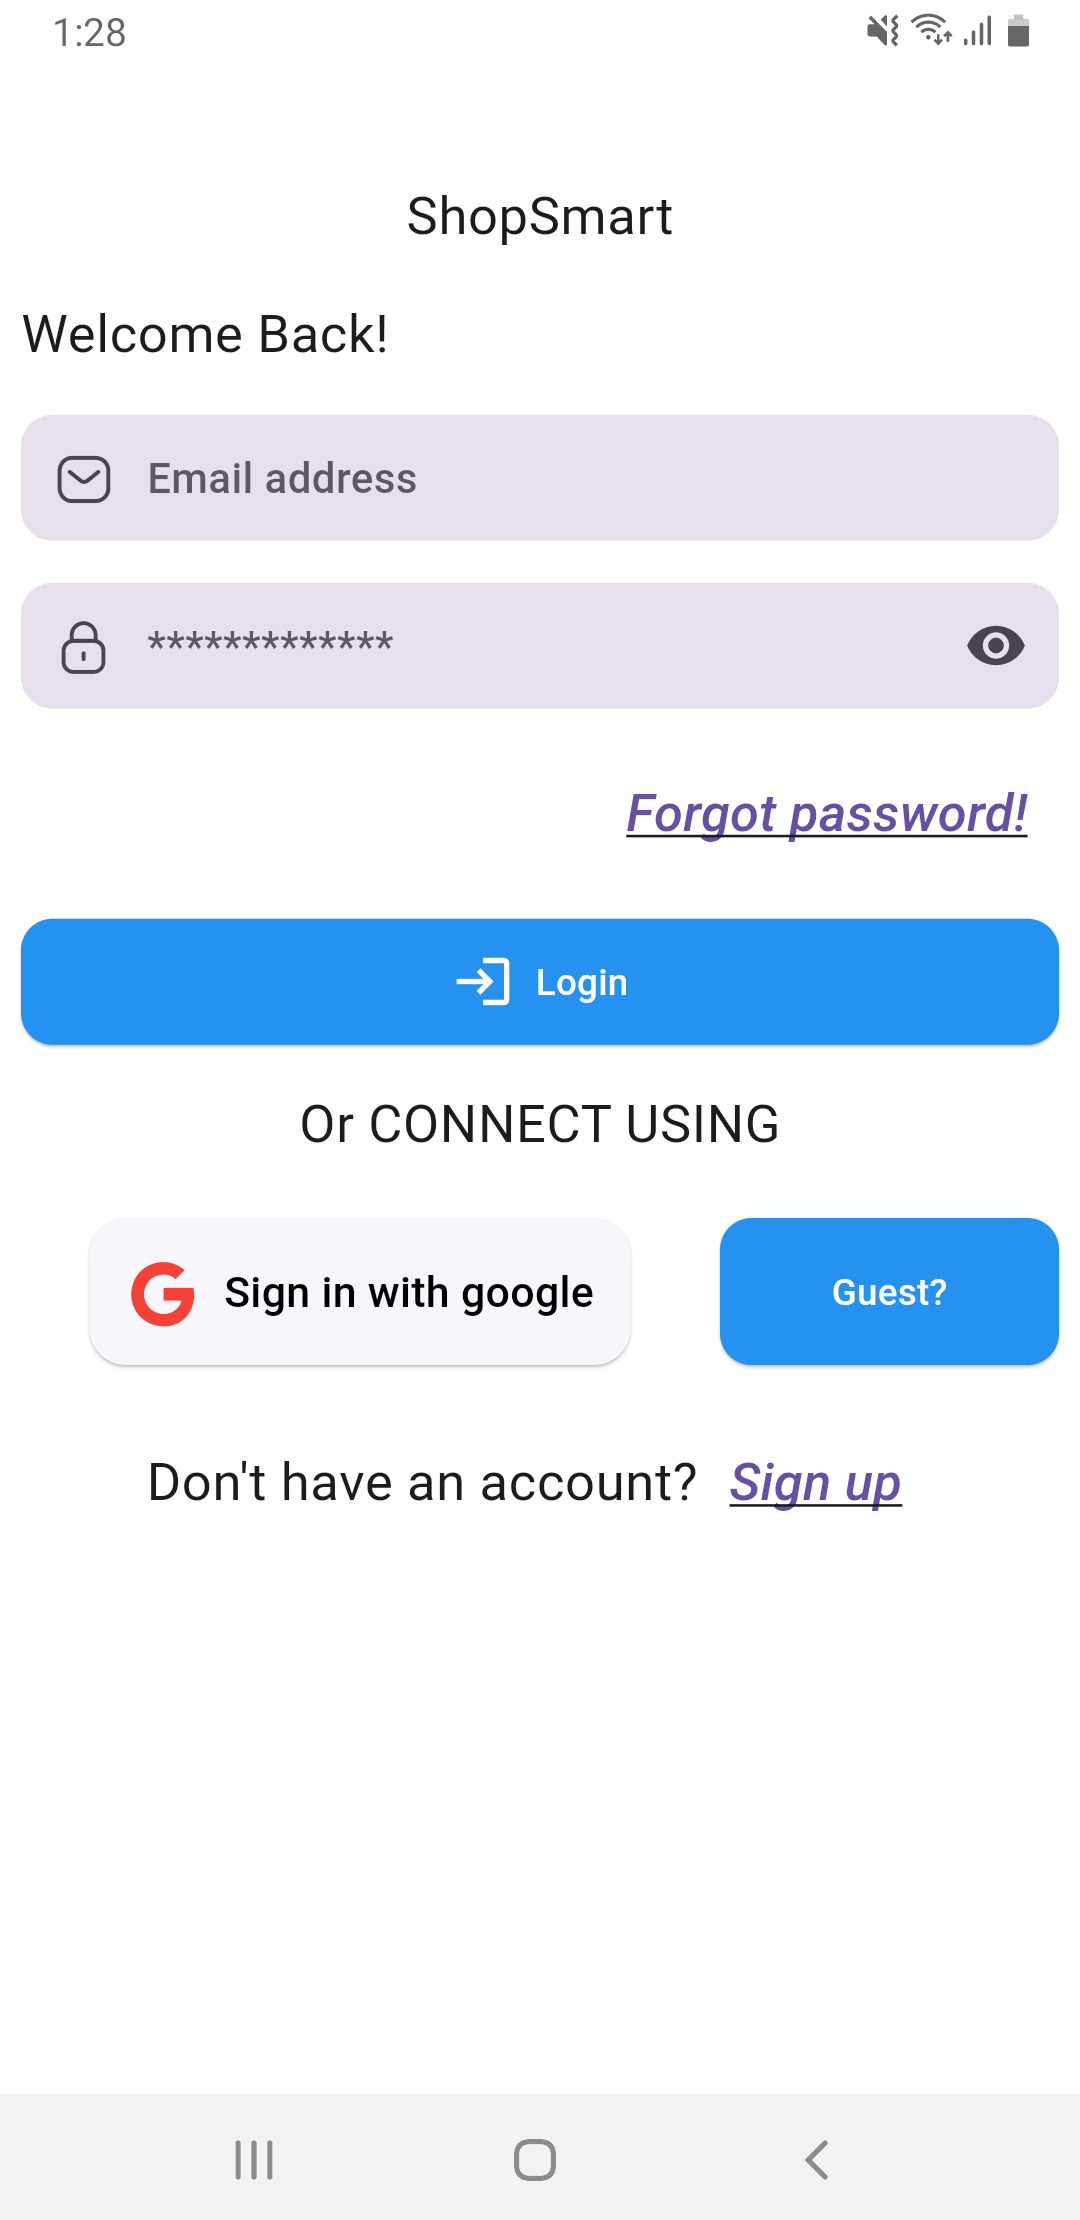 1:28
ShopSmart
Welcome Back!
Email address
*************
Forgot password!
Login
Or CONNECT USING
Sign in with google
Guest?
Don't have an account? Sign up